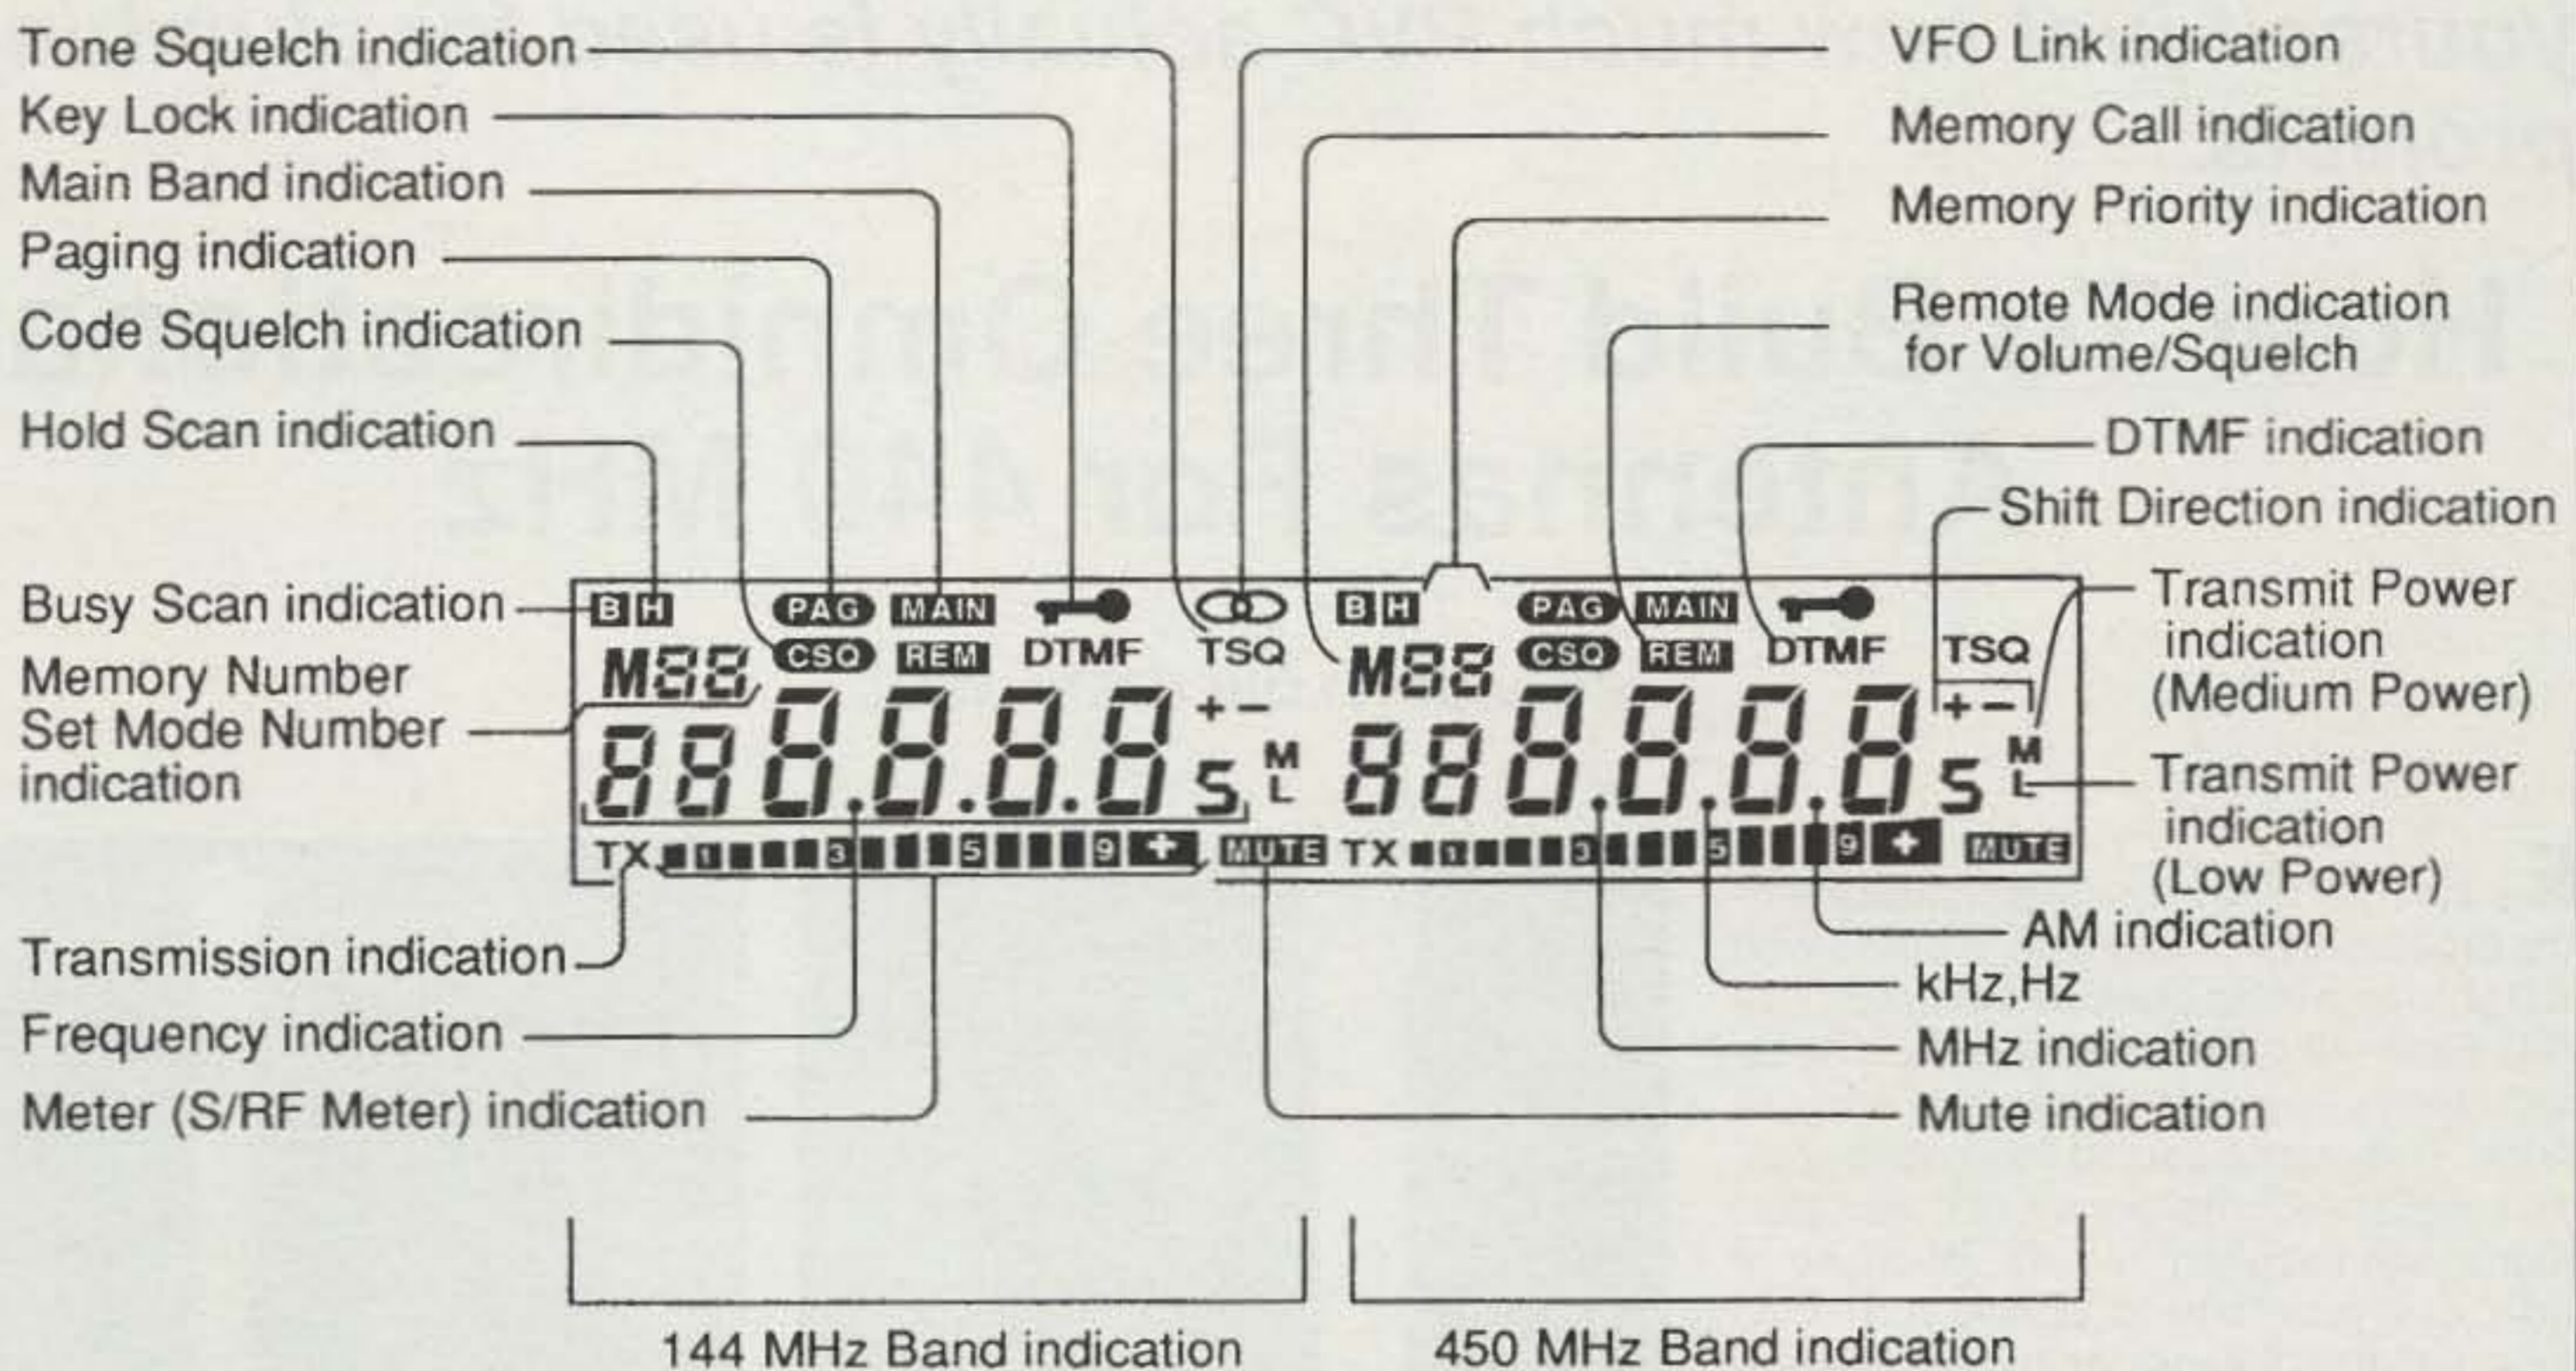 Tone Squelch indication
Key Lock indication
Main Band indication
Paging indication
Code Squelch indication
Hold Scan indication
Busy Scan indication
Memory Number
Set Mode Number
indication
Transmission indication
Frequency indication
Meter (S/RF Meter) indication
VFO Link indication
Memory Call indication
Memory Priority indication
Remote Mode indication
for Volume/Squelch
DTMF indication
Shift Direction indication
Transmit Power
indication
(Medium Power)
Transmit Power
indication
(Low Power)
AM indication
kHz,Hz
MHz indication
Mute indication
B H PAG MAIN
M88 CSQ REM DTMF TSQ
+ -
88 8.8.8.8 5 M
L
TX 1 3 5 9 + MUTE
B H PAG MAIN
M88 CSQ REM DTMF TSQ
+ -
88 8.8.8.8 5 M
L
TX 1 3 5 9 + MUTE
144 MHz Band indication
450 MHz Band indication